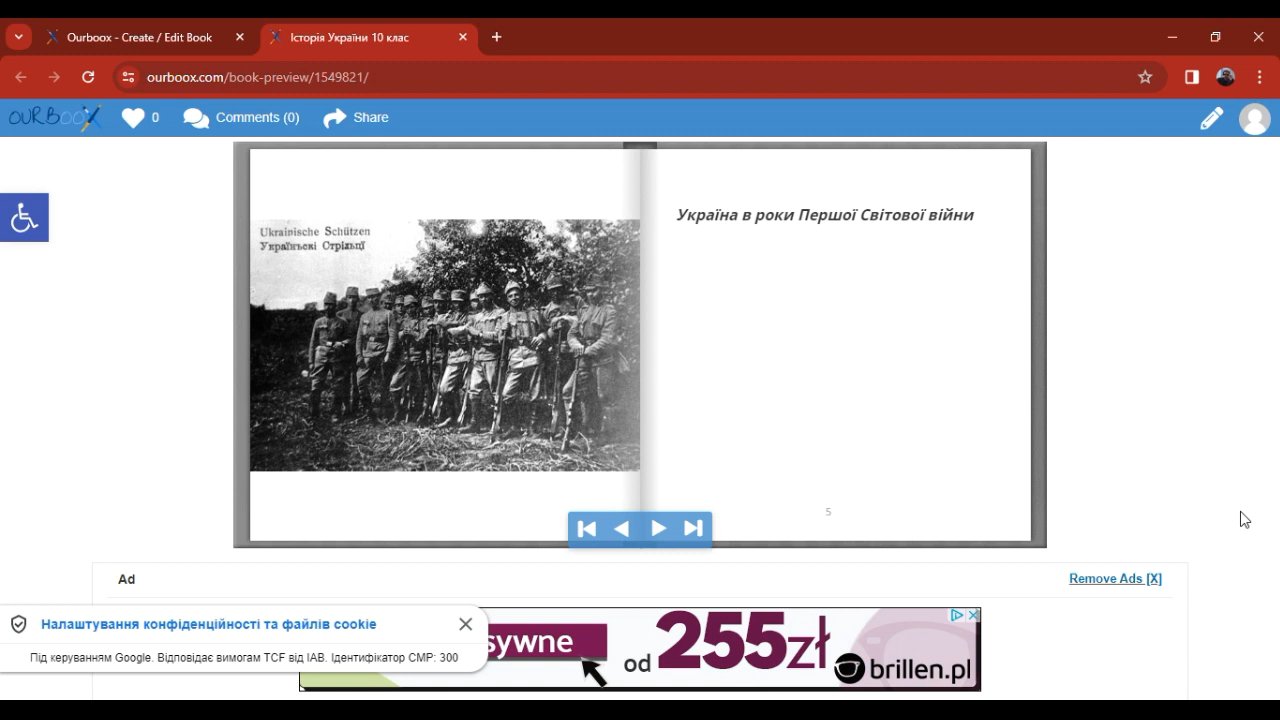 Ourboox - Create / Edit Book
Історія України 10 клас
ourboox.com/book-preview/1549821/
OURBOOX
0
Comments (0)
Share
Ukrainische Schützen
Українські Стрільцї
Україна в роки Першої Світової війни
5
Ad
Remove Ads [X]
Налаштування конфіденційності та файлів cookie
Під керуванням Google. Відповідає вимогам TCF від IAB. Ідентифікатор CMP: 300
sywne
od 255zł
brillen.pl